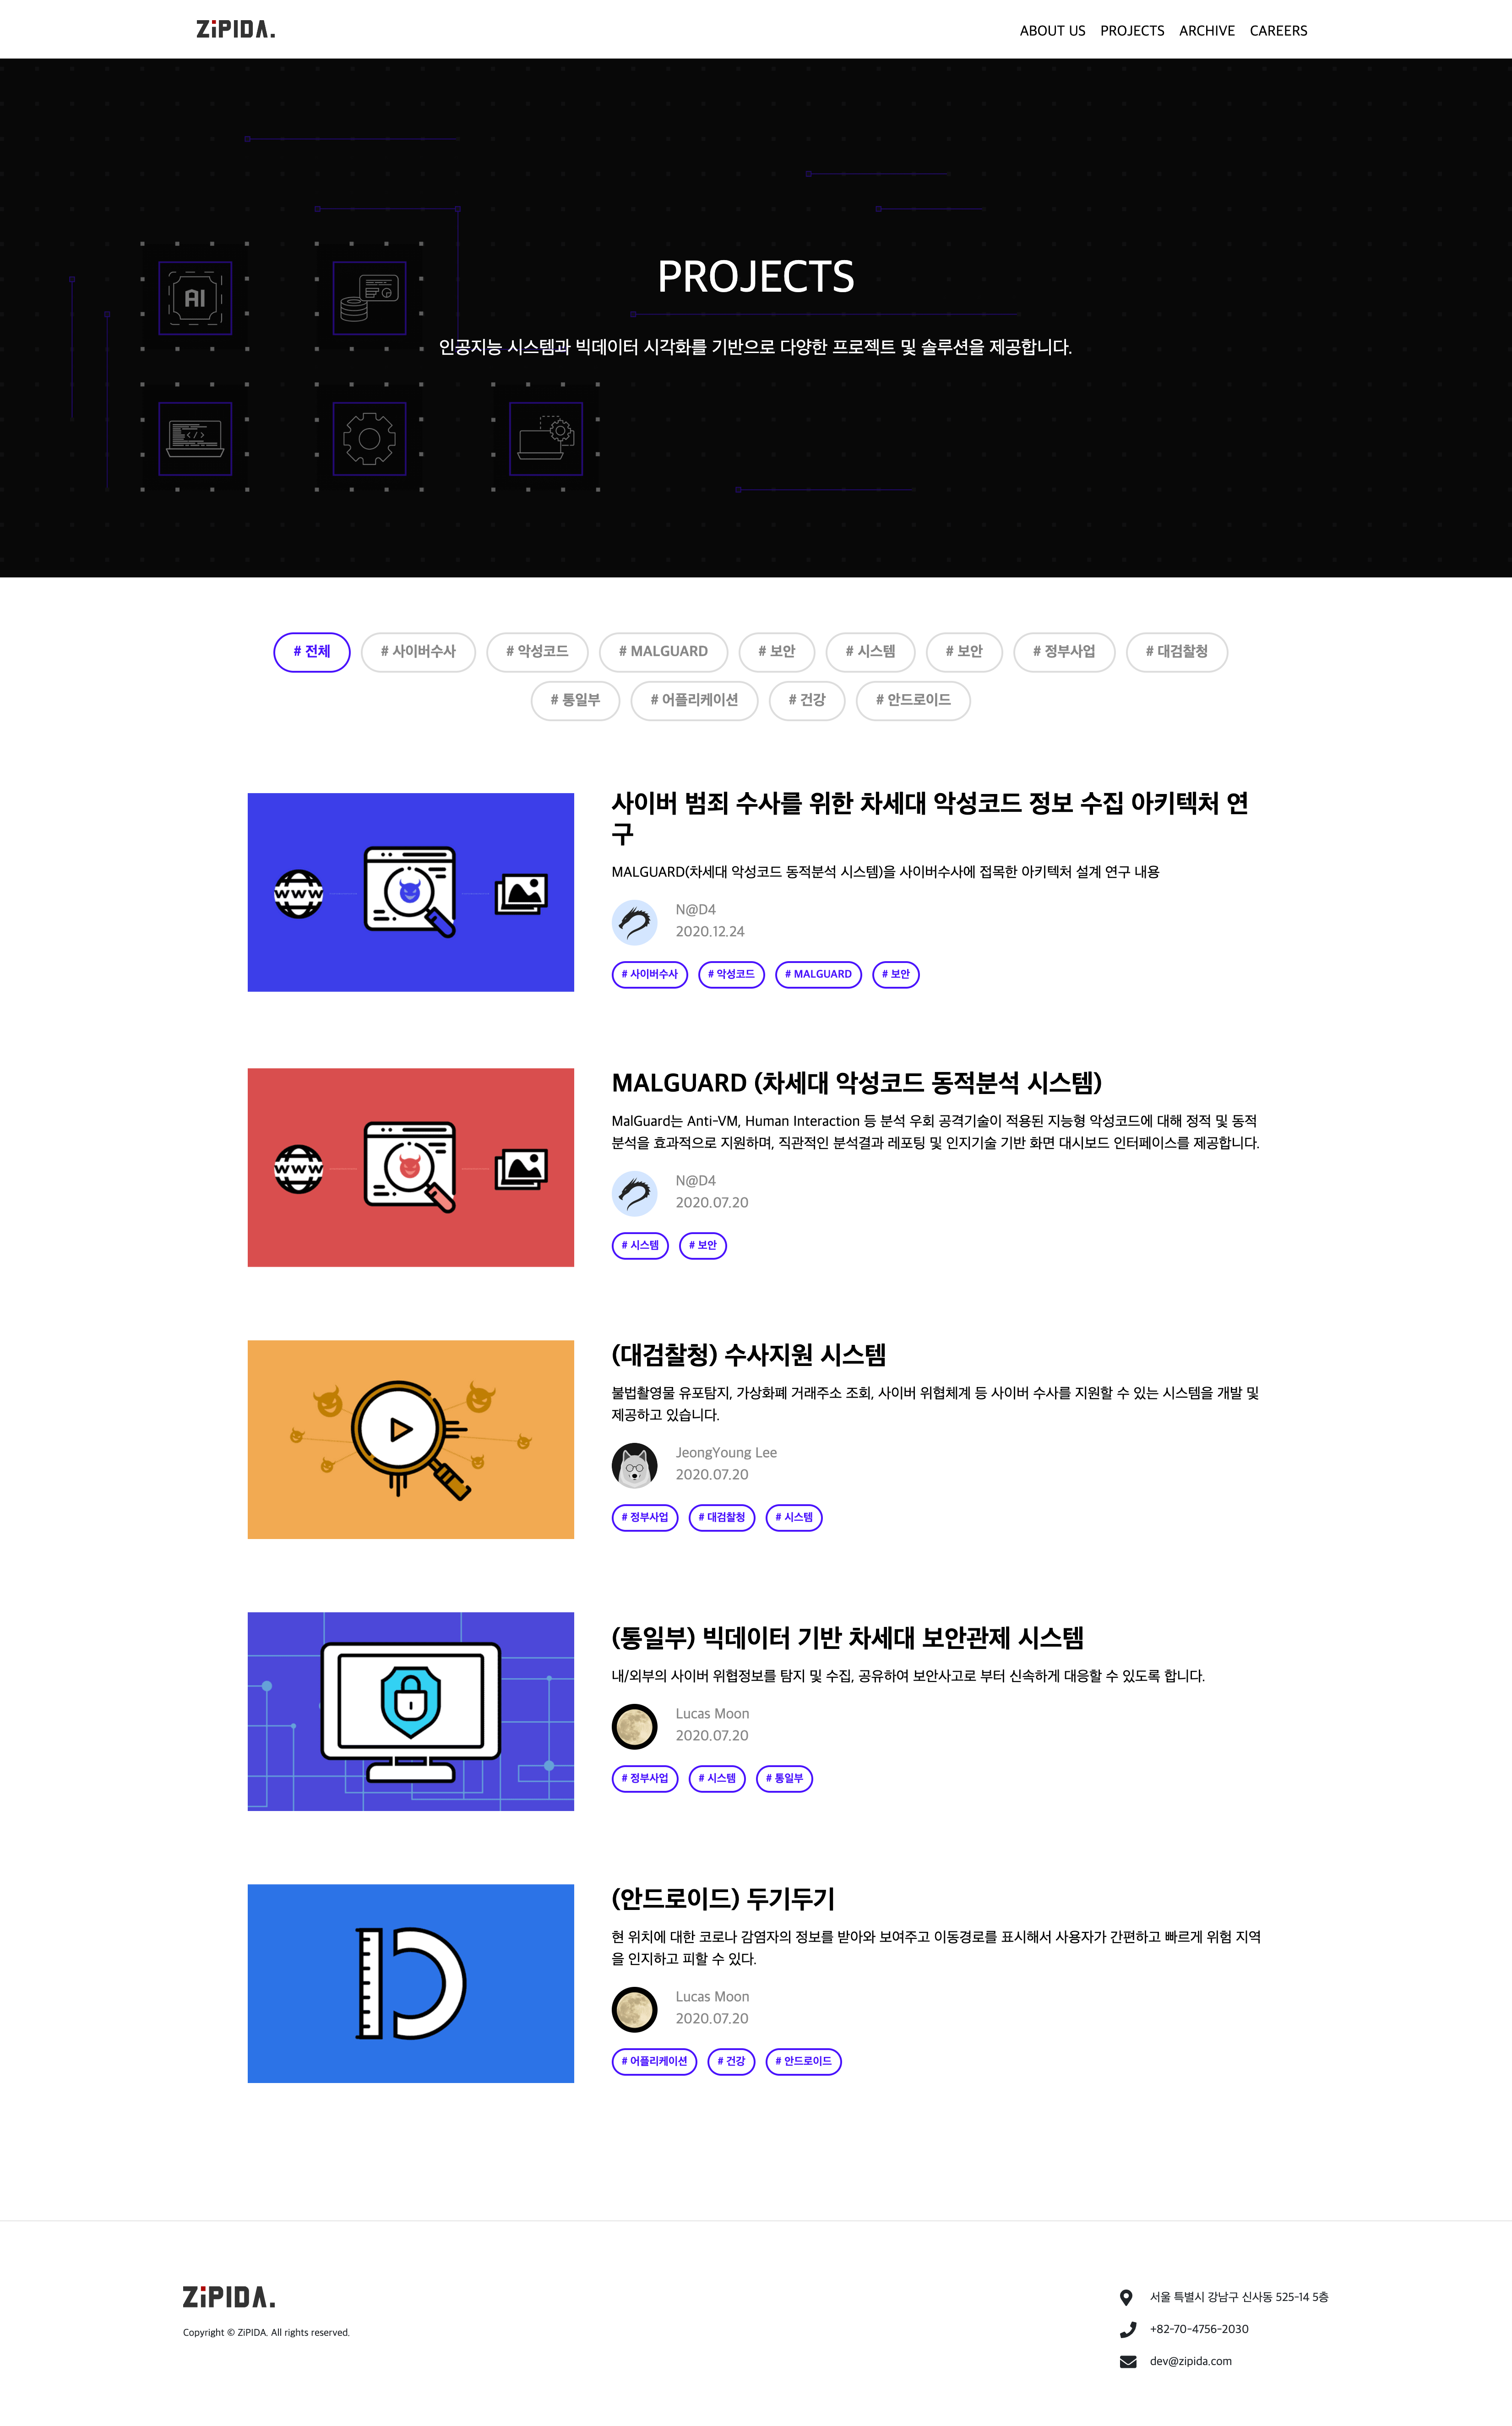 ZiPIDA.
ABOUT US PROJECTS ARCHIVE CAREERS
PROJECTS
AI
인공지능 시스템과 빅데이터 시각화를 기반으로 다양한 프로젝트 및 솔루션을 제공합니다.
# 전체 # 사이버수사 # 악성코드 # MALGUARD # 보안 # 시스템 # 보안 # 정부사업 # 대검찰청
# 통일부 # 어플리케이션 # 건강 # 안드로이드
사이버 범죄 수사를 위한 차세대 악성코드 정보 수집 아키텍처 연
구
MALGUARD(차세대 악성코드 동적분석 시스템)을 사이버수사에 접목한 아키텍처 설계 연구 내용
WWW
N@D4
2020.12.24
# 사이버수사 # 악성코드 # MALGUARD # 보안
MALGUARD (차세대 악성코드 동적분석 시스템)
MalGuard는 Anti-VM, Human Interaction 등 분석 우회 공격기술이 적용된 지능형 악성코드에 대해 정적 및 동적
분석을 효과적으로 지원하며, 직관적인 분석결과 레포팅 및 인지기술 기반 화면 대시보드 인터페이스를 제공합니다.
WWW
N@D4
2020.07.20
# 시스템 # 보안
(대검찰청) 수사지원 시스템
불법촬영물 유포탐지, 가상화폐 거래주소 조회, 사이버 위협체계 등 사이버 수사를 지원할 수 있는 시스템을 개발 및
제공하고 있습니다.
JeongYoung Lee
2020.07.20
# 정부사업 # 대검찰청 # 시스템
(통일부) 빅데이터 기반 차세대 보안관제 시스템
내/외부의 사이버 위협정보를 탐지 및 수집, 공유하여 보안사고로 부터 신속하게 대응할 수 있도록 합니다.
Lucas Moon
2020.07.20
# 정부사업 # 시스템 # 통일부
(안드로이드) 두기두기
현 위치에 대한 코로나 감염자의 정보를 받아와 보여주고 이동경로를 표시해서 사용자가 간편하고 빠르게 위험 지역
을 인지하고 피할 수 있다.
Lucas Moon
2020.07.20
# 어플리케이션 # 건강 # 안드로이드
ZiPIDA.
Copyright © ZiPIDA. All rights reserved.
서울 특별시 강남구 신사동 525-14 5층
+82-70-4756-2030
dev@zipida.com